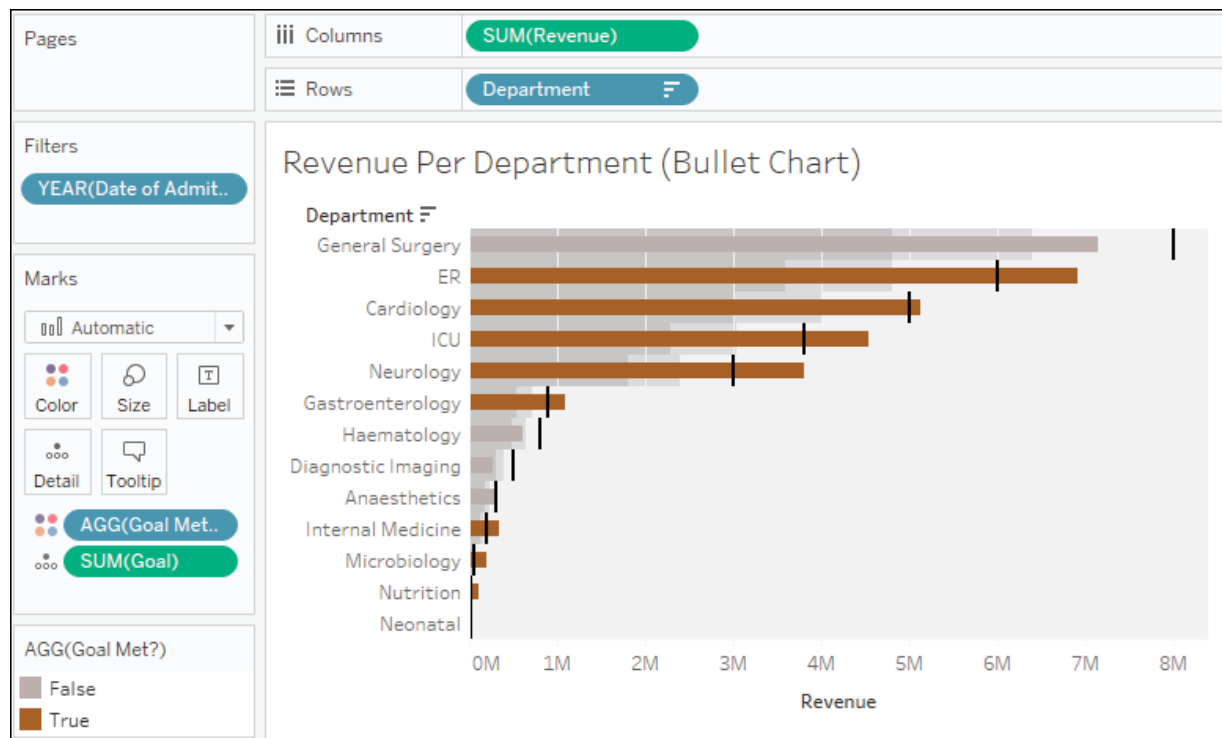 Pages
Columns
SUM(Revenue)
Rows
Department
Filters
YEAR(Date of Admit..
Marks
Automatic
Color
Size
T
Label
Detail
Tooltip
AGG(Goal Met..
SUM(Goal)
AGG(Goal Met?)
False
True
Revenue Per Department (Bullet Chart)
Department
General Surgery
ER
Cardiology
ICU
Neurology
Gastroenterology
Haematology
Diagnostic Imaging
Anaesthetics
Internal Medicine
Microbiology
Nutrition
Neonatal
0M 1M 2M 3M 4M 5M 6M 7M 8M
Revenue